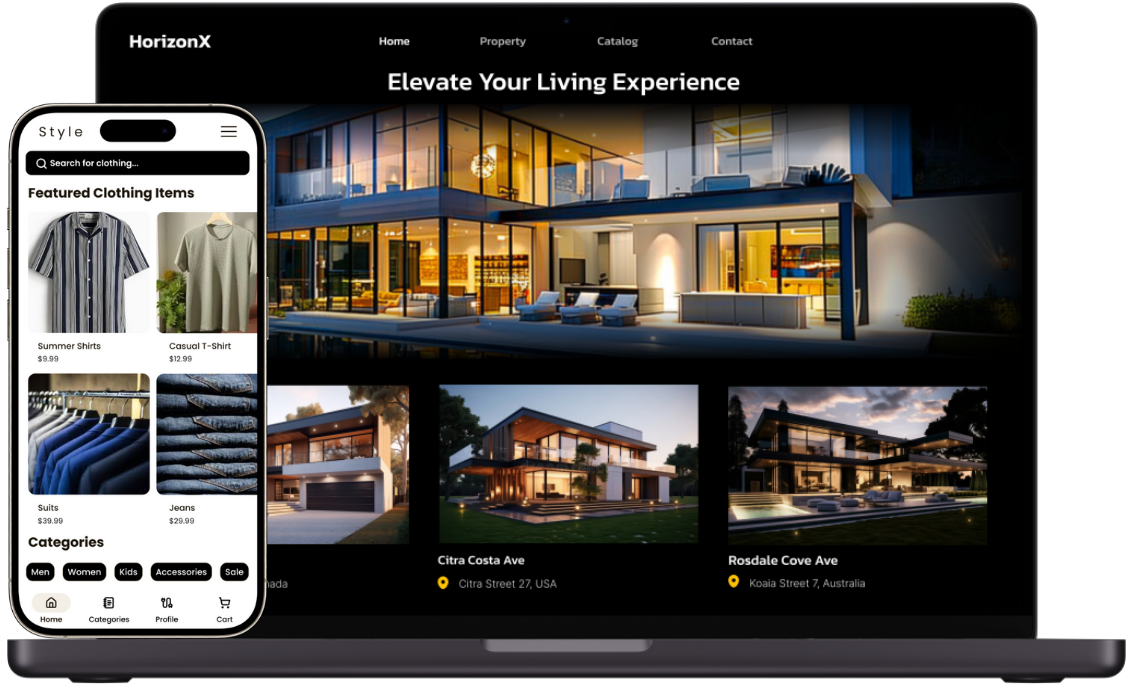 HorizonX
Home Property Catalog Contact
Elevate Your Living Experience
Style
Search for clothing...
Featured Clothing Items
Summer Shirts Casual T-Shirt
$9.99 $12.99
Suits Jeans
$39.99 $29.99
Categories
Men Women Kids Accessories Sale
Home Categories Profile Cart
nada
Citra Costa Ave
Citra Street 27, USA
Rosdale Cove Ave
Koaia Street 7, Australia